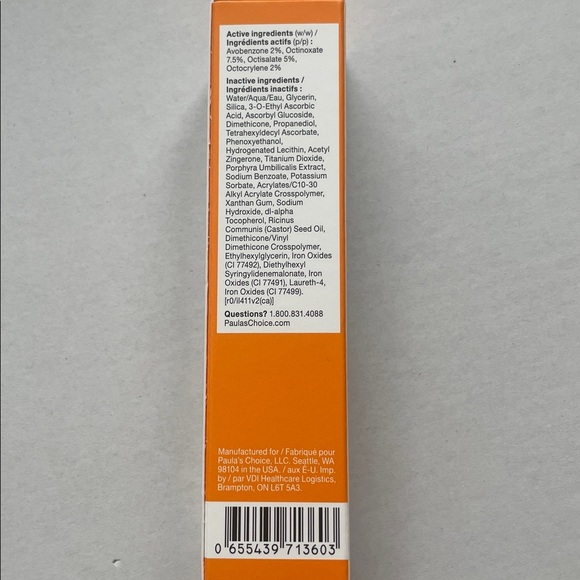 Active ingredients (w/w) /
Ingrédients actifs (p/p) :
Avobenzone 2%, Octinoxate
7.5%, Octisalate 5%,
Octocrylene 2%
Inactive ingredients /
Ingrédients inactifs :
Water/Aqua/Eau, Glycerin,
Silica, 3-O-Ethyl Ascorbic
Acid, Ascorbyl Glucoside,
Dimethicone, Propanediol,
Tetrahexyldecyl Ascorbate,
Phenoxyethanol,
Hydrogenated Lecithin, Acetyl
Zingerone, Titanium Dioxide,
Porphyra Umbilicalis Extract,
Sodium Benzoate, Potassium
Sorbate, Acrylates/C10-30
Alkyl Acrylate Crosspolymer,
Xanthan Gum, Sodium
Hydroxide, dl-alpha
Tocopherol, Ricinus
Communis (Castor) Seed Oil,
Dimethicone/Vinyl
Dimethicone Crosspolymer,
Ethylhexylglycerin, Iron Oxides
(CI 77492), Diethylhexyl
Syringylidenemalonate, Iron
Oxides (CI 77491), Laureth-4,
Iron Oxides (CI 77499).
[r0/il411v2(ca)]
Questions? 1.800.831.4088
PaulasChoice.com
Manufactured for / Fabriqué pour
Paula's Choice, LLC. Seattle, WA
98104 in the USA. / aux É-U. Imp.
by / par VDI Healthcare Logistics,
Brampton, ON L6T 5A3.
0 655439 713603